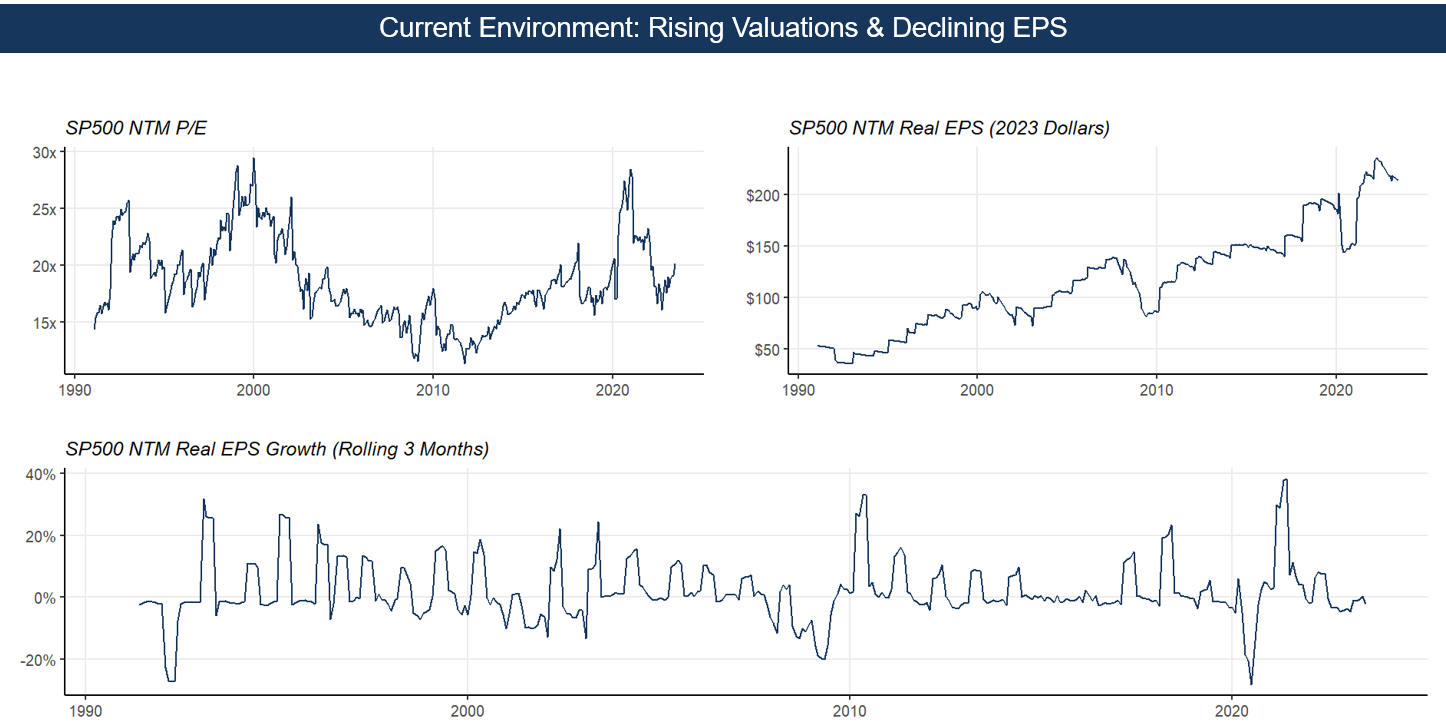 Current Environment: Rising Valuations & Declining EPS
SP500 NTM P/E
30x
25x
20x
15x
1990
2000
2010
2020
SP500 NTM Real EPS (2023 Dollars)
$200
$150
$100
$50
1990
2000
2010
2020
SP500 NTM Real EPS Growth (Rolling 3 Months)
40%
20%
0%
-20%
1990
2000
2010
2020